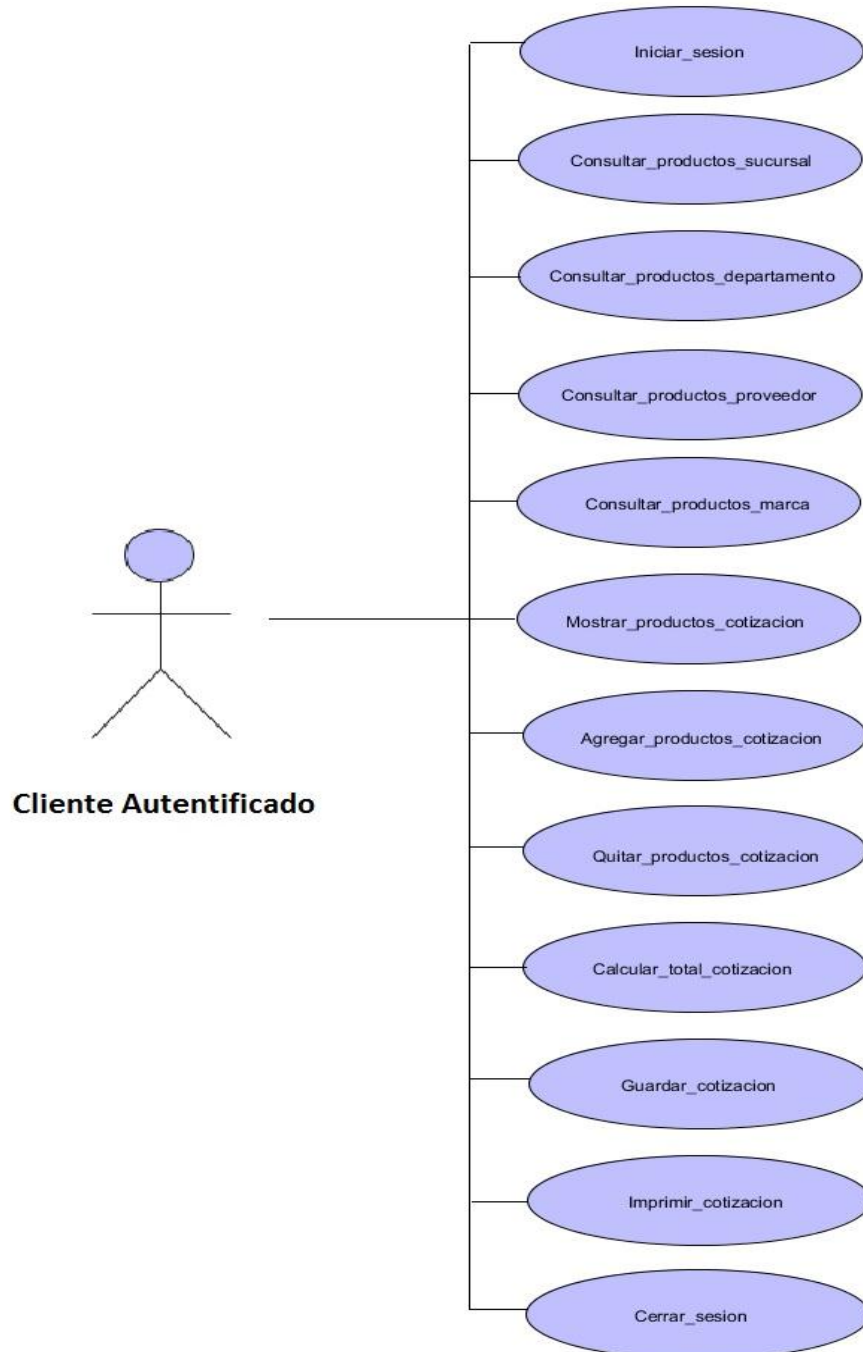 Iniciar_sesion
Consultar_productos_sucursal
Consultar_productos_departamento
Consultar_productos_proveedor
Consultar_productos_marca
Mostrar_productos_cotizacion
Agregar_productos_cotizacion
Cliente Autentificado
Quitar_productos_cotizacion
Calcular_total_cotizacion
Guardar_cotizacion
Imprimir_cotizacion
Cerrar_sesion